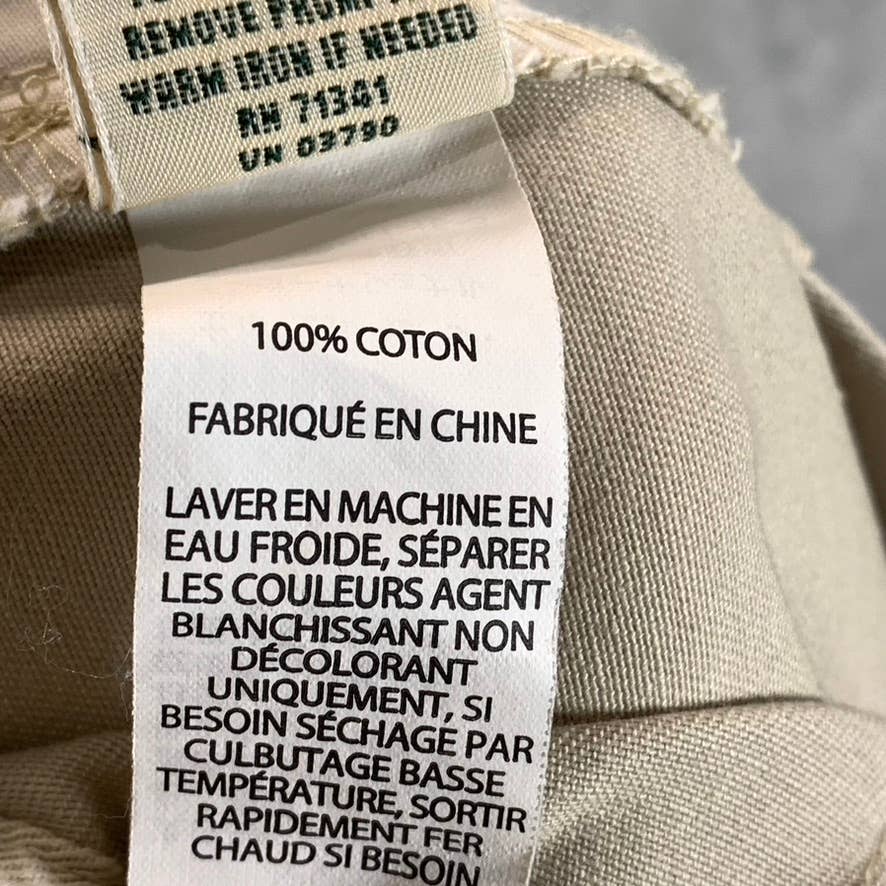 REMOVE PROMPTLY
WARM IRON IF NEEDED
RN 71341
VN 03790
100% COTON
FABRIQUÉ EN CHINE
LAVER EN MACHINE EN
EAU FROIDE, SÉPARER
LES COULEURS AGENT
BLANCHISSANT NON
DÉCOLORANT
UNIQUEMENT, SI
BESOIN SÉCHAGE PAR
CULBUTAGE BASSE
TEMPÉRATURE, SORTIR
RAPIDEMENT FER
CHAUD SI BESOIN